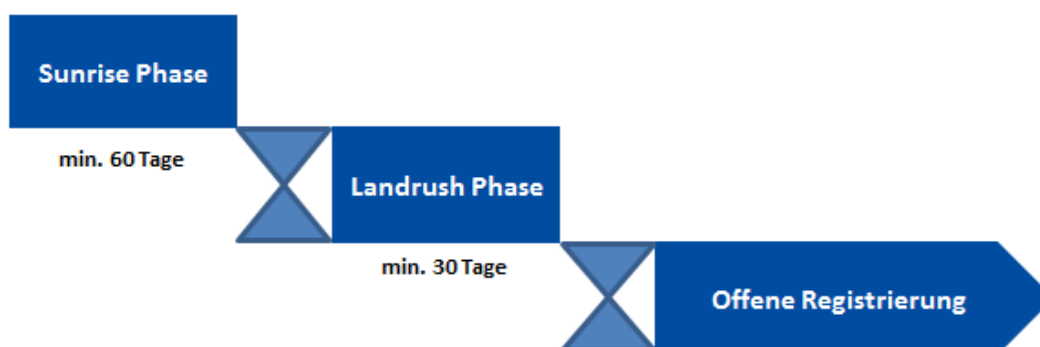 Sunrise Phase
min. 60 Tage
Landrush Phase
min. 30 Tage
Offene Registrierung